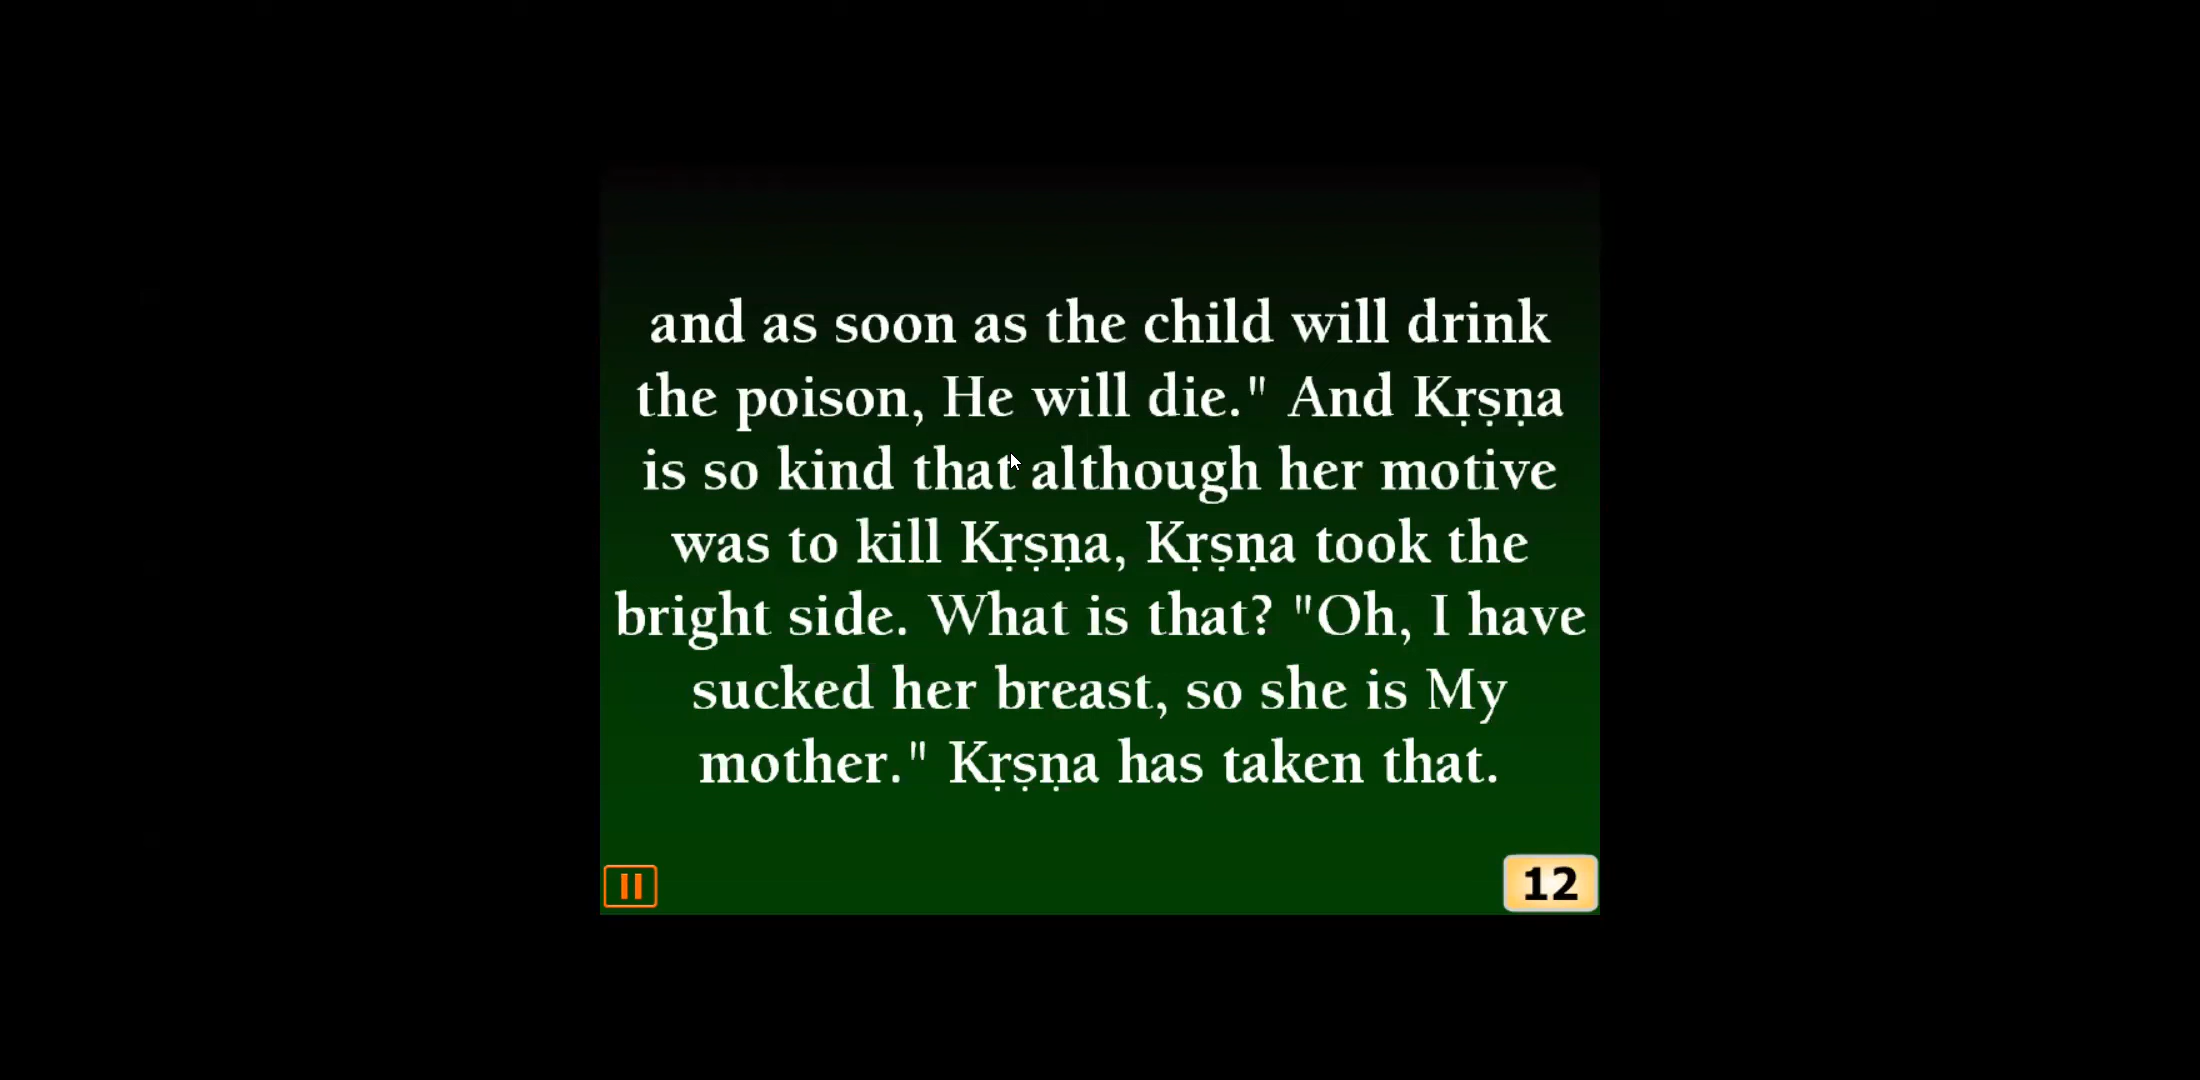 and as soon as the child will drink
the poison, He will die." And Kṛṣṇa
is so kind that although her motive
was to kill Kṛṣṇa, Kṛṣṇa took the
bright side. What is that? "Oh, I have
sucked her breast, so she is My
mother." Kṛṣṇa has taken that.
12